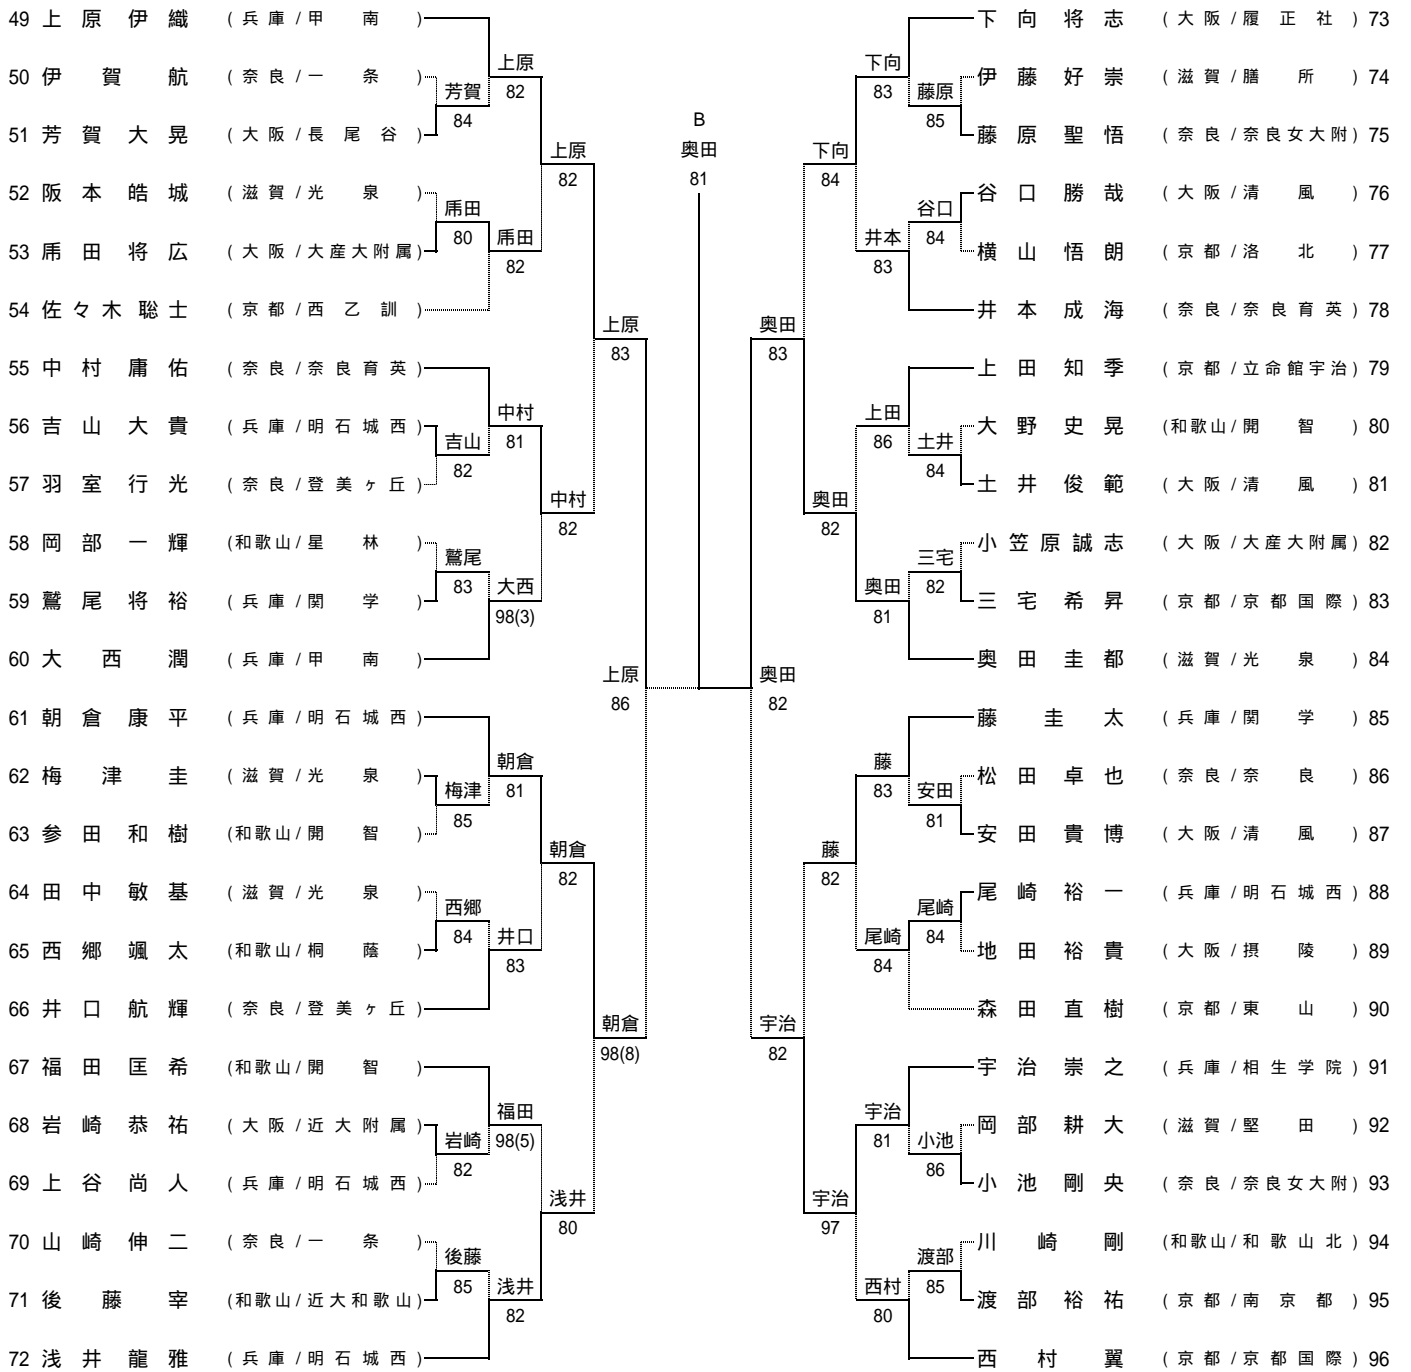 49 上原伊織 (兵庫/甲南)
50 伊賀航 (奈良/一条)
51 芳賀大晃 (大阪/長尾谷)
52 阪本皓城 (滋賀/光泉)
53 乕田将広 (大阪/大産大附属)
54 佐々木聡士 (京都/西乙訓)
55 中村庸佑 (奈良/奈良育英)
56 吉山大貴 (兵庫/明石城西)
57 羽室行光 (奈良/登美ヶ丘)
58 岡部一輝 (和歌山/星林)
59 鷲尾将裕 (兵庫/関学)
60 大西潤 (兵庫/甲南)
61 朝倉康平 (兵庫/明石城西)
62 梅津圭 (滋賀/光泉)
63 参田和樹 (和歌山/開智)
64 田中敏基 (滋賀/光泉)
65 西郷颯太 (和歌山/桐蔭)
66 井口航輝 (奈良/登美ヶ丘)
67 福田匡希 (和歌山/開智)
68 岩崎恭祐 (大阪/近大附属)
69 上谷尚人 (兵庫/明石城西)
70 山崎伸二 (奈良/一条)
71 後藤宰 (和歌山/近大和歌山)
72 浅井龍雅 (兵庫/明石城西)
芳賀
84
乕田
80
吉山
82
鷲尾
83
梅津
85
西郷
84
岩崎
82
後藤
85
上原
82
乕田
82
中村
81
大西
98(3)
朝倉
81
井口
83
福田
98(5)
浅井
82
上原
82
中村
82
朝倉
82
浅井
80
上原
83
朝倉
98(8)
上原
86
B
奥田
81
奥田
82
奥田
83
宇治
82
下向
84
奥田
82
藤
82
宇治
97
下向
83
井本
83
上田
86
奥田
81
藤
83
尾崎
84
宇治
81
西村
80
藤原
85
谷口
84
土井
84
三宅
82
安田
81
尾崎
84
小池
86
渡部
85
下向将志 (大阪/履正社) 73
伊藤好崇 (滋賀/膳所) 74
藤原聖悟 (奈良/奈良女大附) 75
谷口勝哉 (大阪/清風) 76
横山悟朗 (京都/洛北) 77
井本成海 (奈良/奈良育英) 78
上田知季 (京都/立命館宇治) 79
大野史晃 (和歌山/開智) 80
土井俊範 (大阪/清風) 81
小笠原誠志 (大阪/大産大附属) 82
三宅希昇 (京都/京都国際) 83
奥田圭都 (滋賀/光泉) 84
藤圭太 (兵庫/関学) 85
松田卓也 (奈良/奈良) 86
安田貴博 (大阪/清風) 87
尾崎裕一 (兵庫/明石城西) 88
地田裕貴 (大阪/摂陵) 89
森田直樹 (京都/東山) 90
宇治崇之 (兵庫/相生学院) 91
岡部耕大 (滋賀/堅田) 92
小池剛央 (奈良/奈良女大附) 93
川崎剛 (和歌山/和歌山北) 94
渡部裕祐 (京都/南京都) 95
西村翼 (京都/京都国際) 96